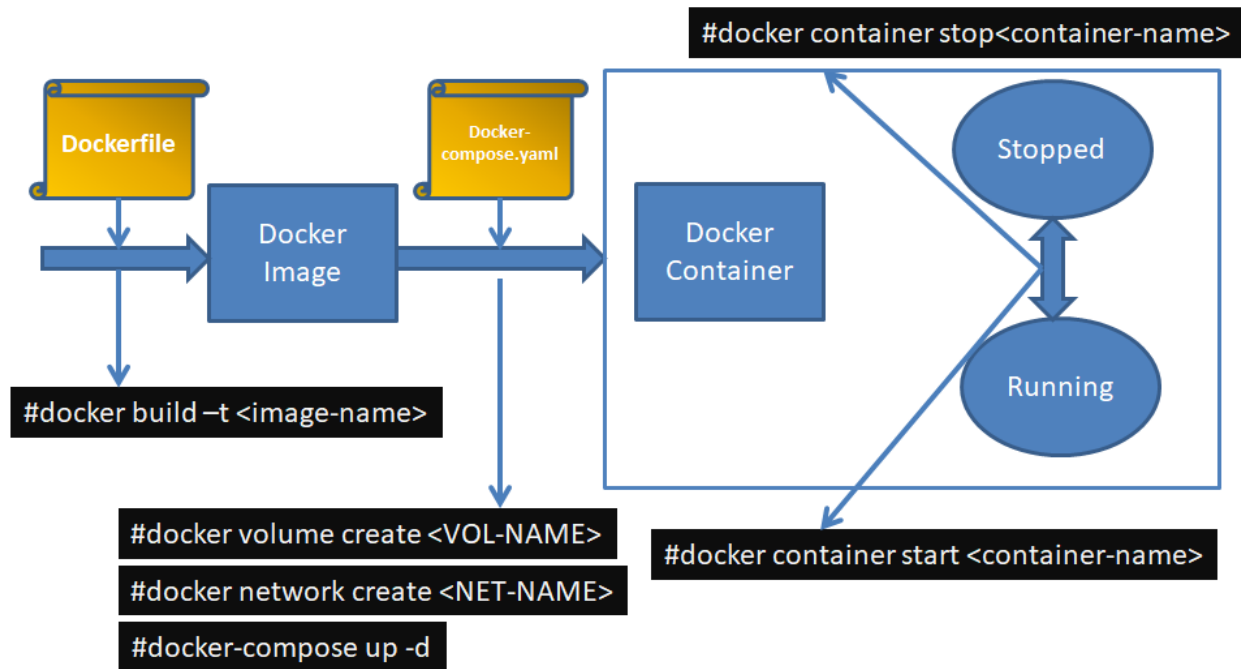 #docker container stop<container-name>
Dockerfile
Docker-
compose.yaml
Stopped
Docker
Image
Docker
Container
Running
#docker build –t <image-name>
#docker volume create <VOL-NAME>
#docker container start <container-name>
#docker network create <NET-NAME>
#docker-compose up -d